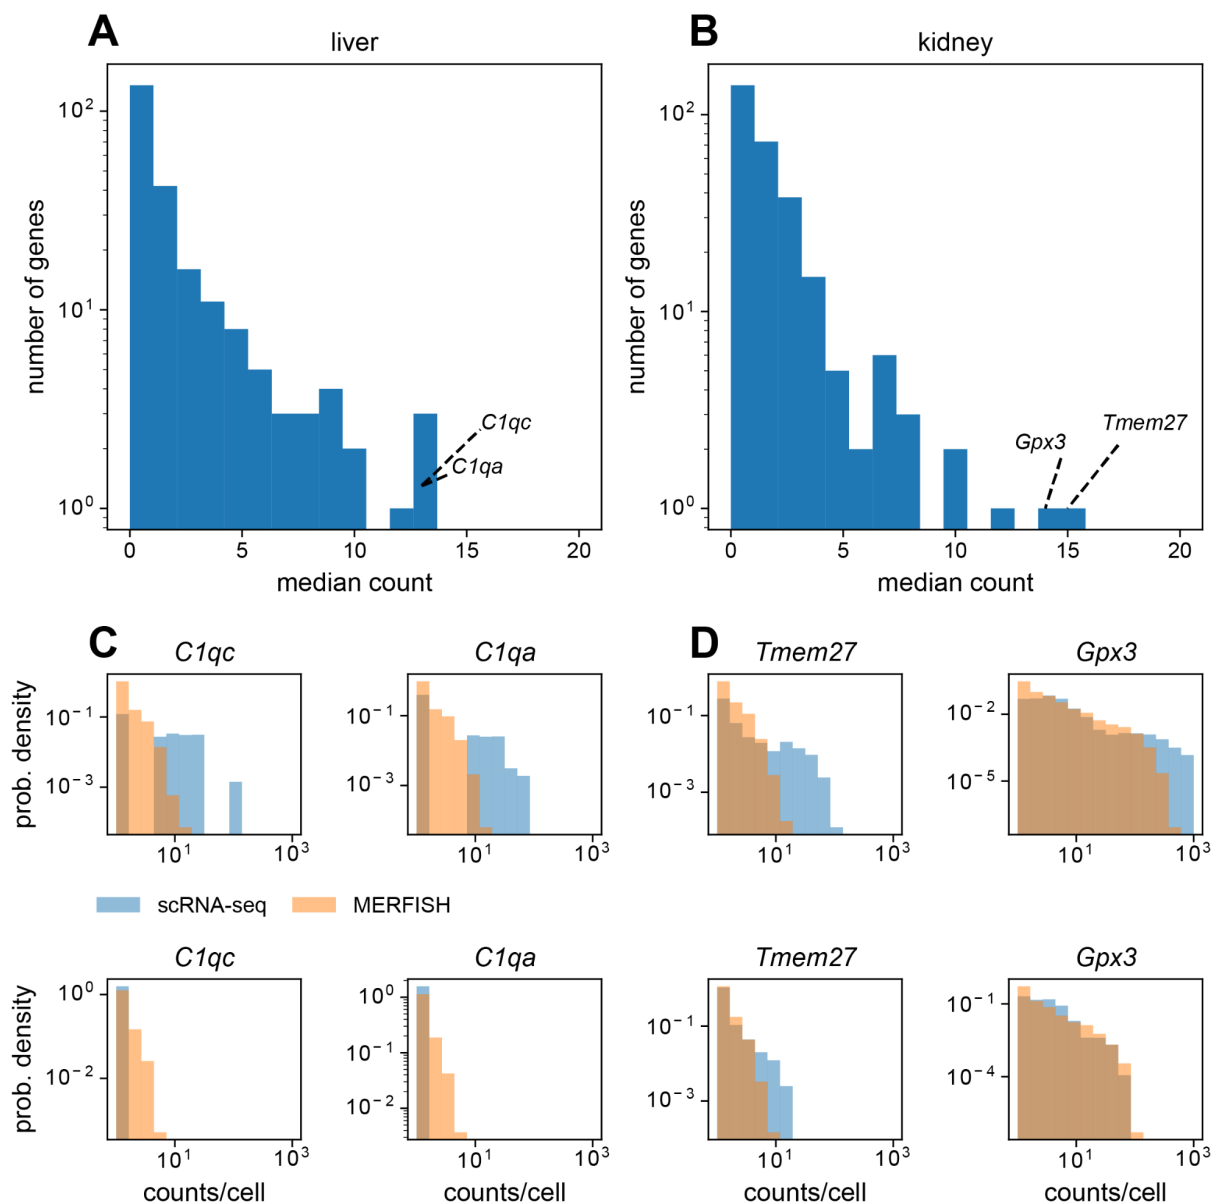 A
liver
number of genes
10²
10¹
10⁰
C1qc
C1qa
0 5 10 15 20
median count
B
kidney
number of genes
10²
10¹
10⁰
Gpx3
Tmem27
0 5 10 15 20
median count
C
C1qc
prob. density
10⁻¹
10⁻³
10¹ 10³
C1qa
10⁻¹
10⁻³
10¹ 10³
D
Tmem27
10⁻¹
10⁻³
10¹ 10³
Gpx3
10⁻²
10⁻⁵
10¹ 10³
scRNA-seq MERFISH
C1qc
prob. density
10⁰
10⁻²
10¹ 10³
counts/cell
C1qa
10⁰
10⁻¹
10⁻²
10¹ 10³
counts/cell
Tmem27
10⁻¹
10⁻³
10¹ 10³
counts/cell
Gpx3
10⁻¹
10⁻⁴
10¹ 10³
counts/cell